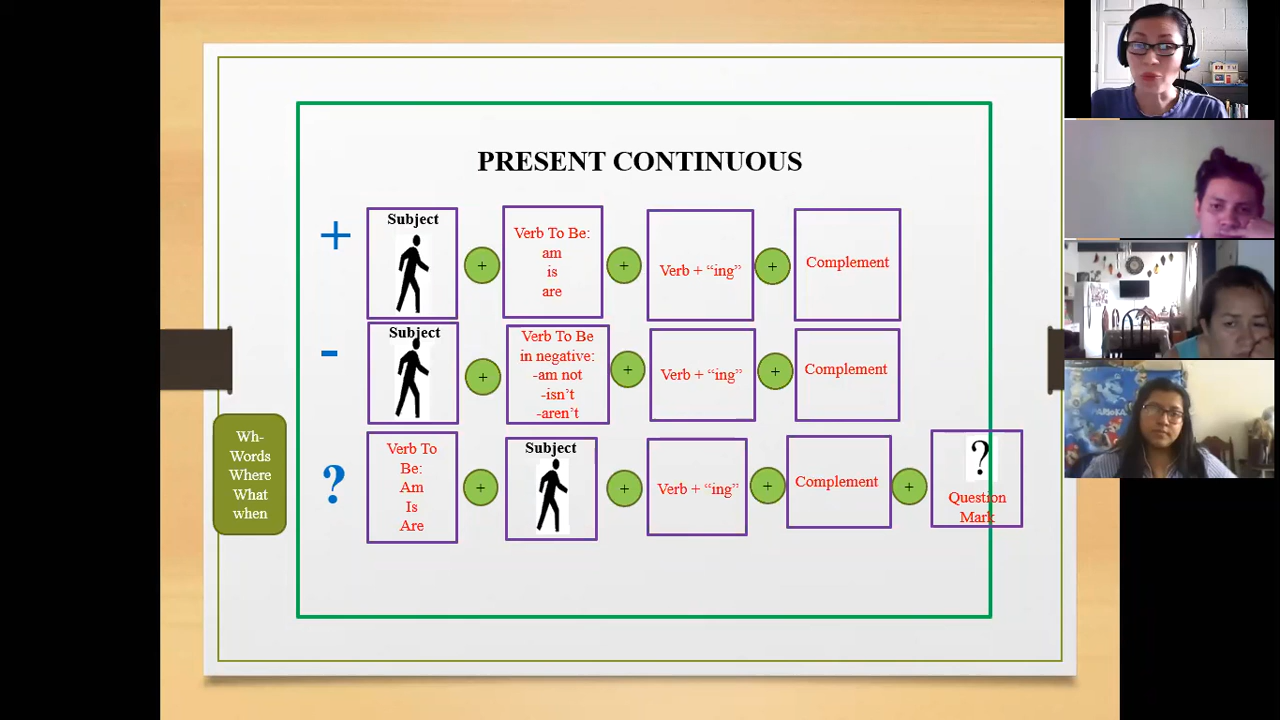 PRESENT CONTINUOUS
+
Subject
+
Verb To Be:
am
is
are
+
Verb + “ing”
+
Complement
-
Subject
+
Verb To Be
in negative:
-am not
-isn’t
-aren’t
+
Verb + “ing”
+
Complement
Wh-
Words
Where
What
when
?
Verb To
Be:
Am
Is
Are
+
Subject
+
Verb + “ing”
+
Complement
+
?
Question
Mark